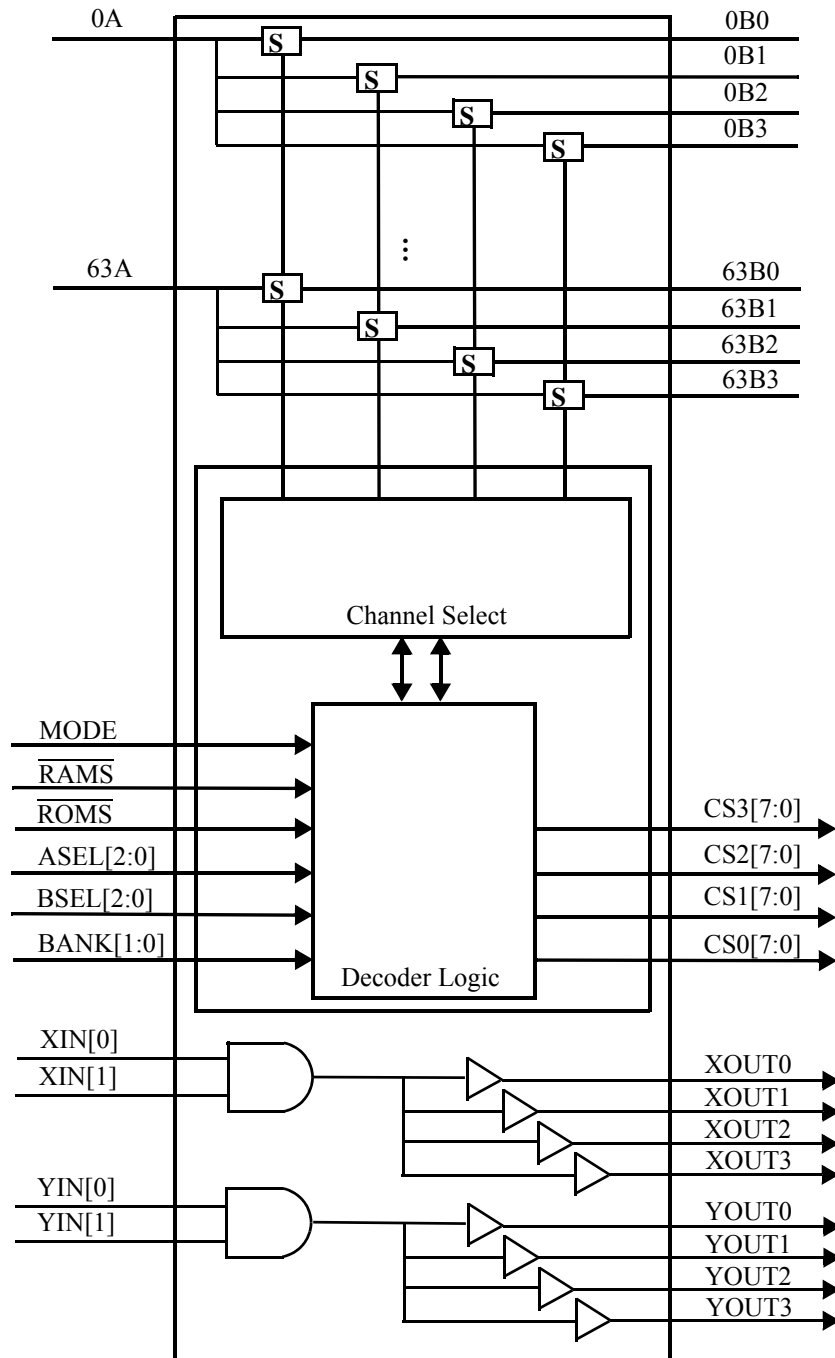 0A
0B0
S
0B1
S
0B2
S
0B3
S
...
63A
63B0
S
63B1
S
63B2
S
63B3
S
Channel Select
MODE
RAMS
ROMS
ASEL[2:0]
BSEL[2:0]
BANK[1:0]
CS3[7:0]
CS2[7:0]
CS1[7:0]
CS0[7:0]
Decoder Logic
XIN[0]
XIN[1]
XOUT0
XOUT1
XOUT2
XOUT3
YIN[0]
YIN[1]
YOUT0
YOUT1
YOUT2
YOUT3